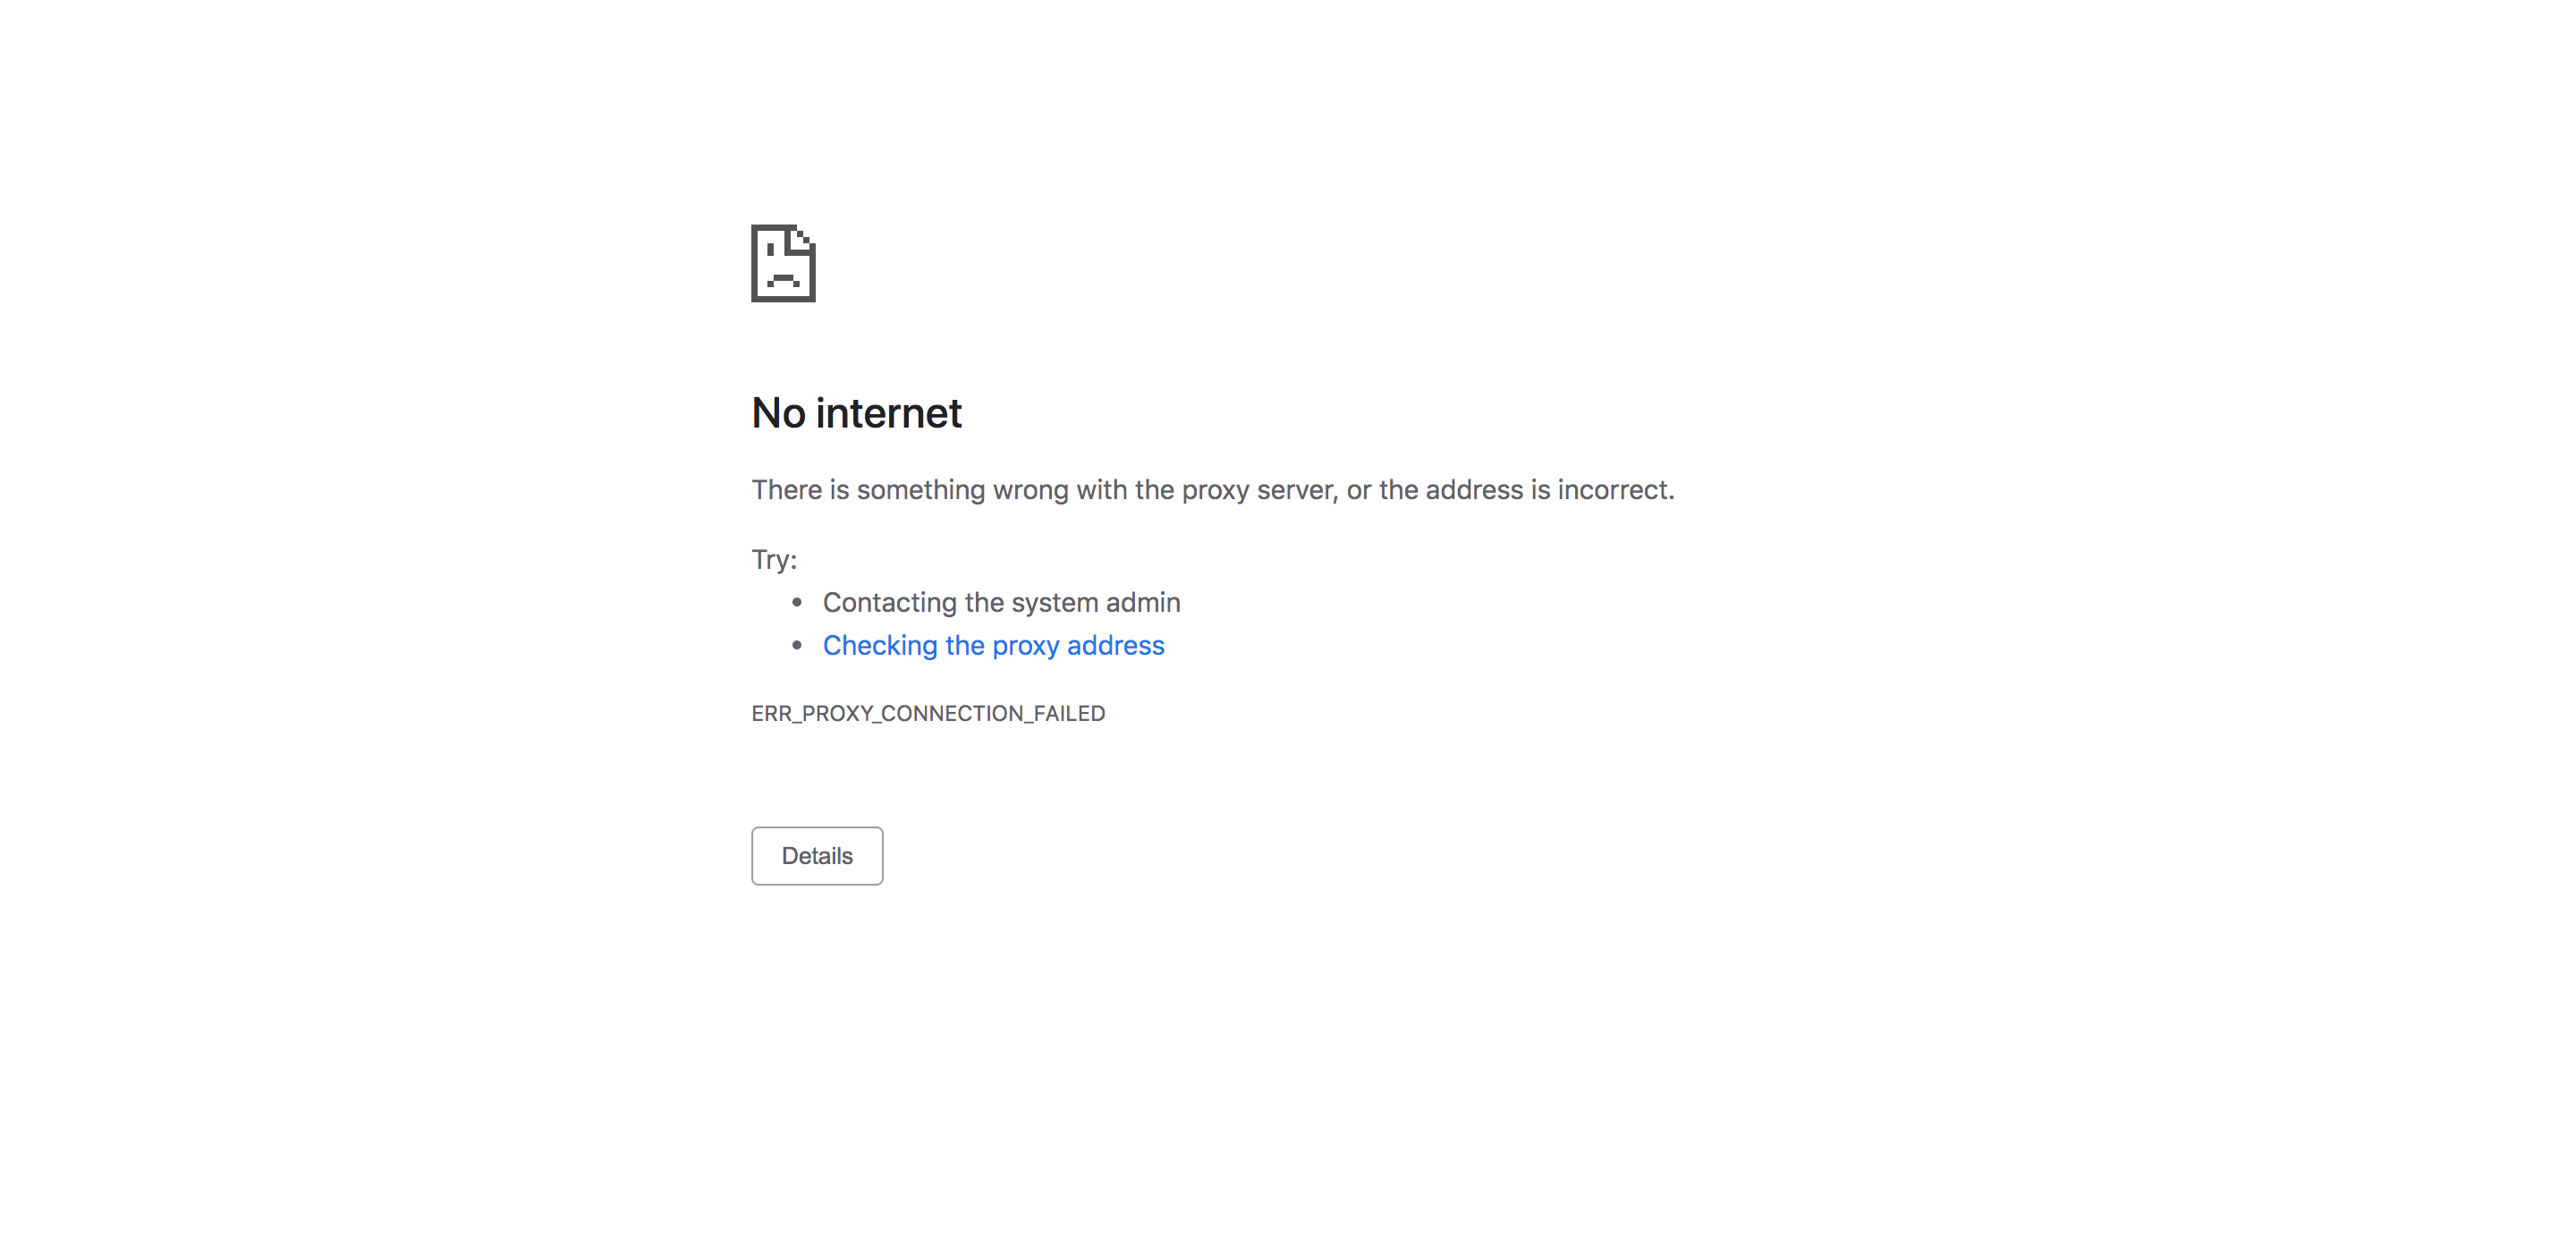 No internet
There is something wrong with the proxy server, or the address is incorrect.
Try:
• Contacting the system admin
• Checking the proxy address
ERR_PROXY_CONNECTION_FAILED
Details